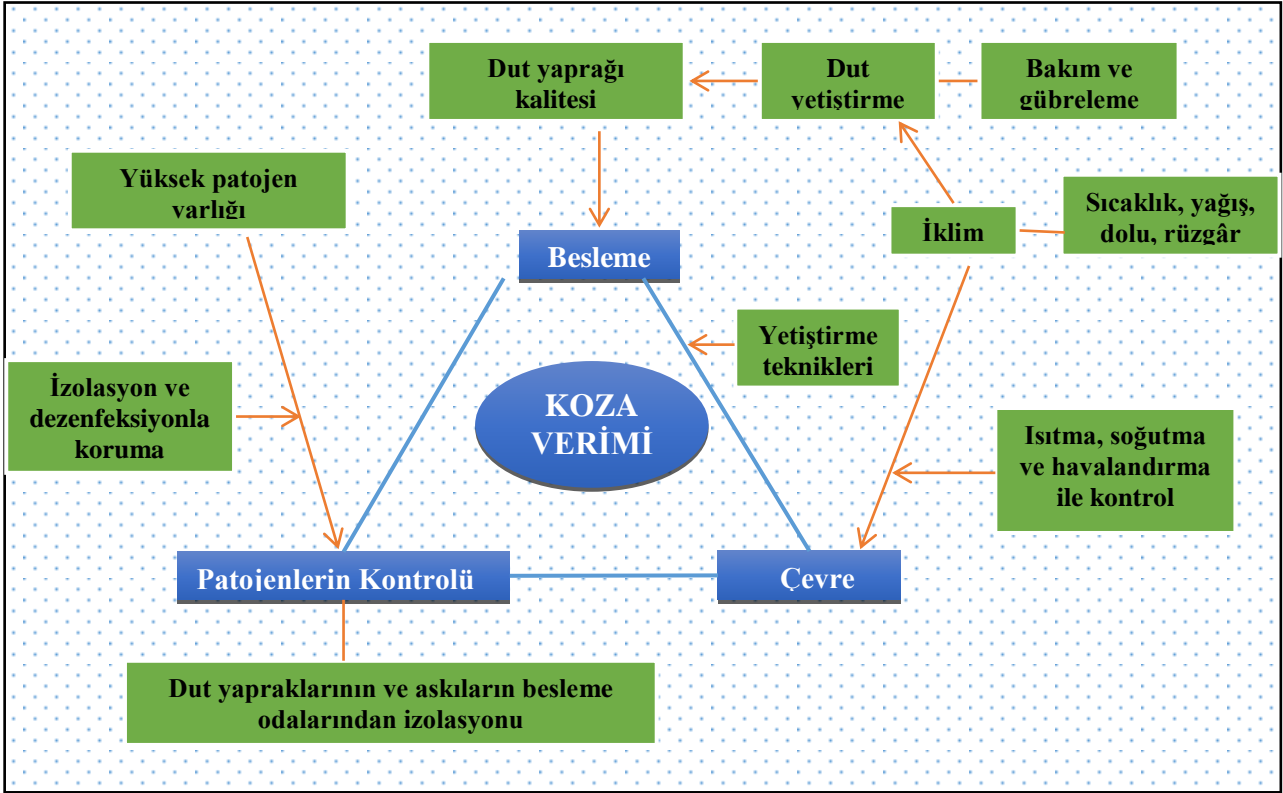 Dut yaprağı
kalitesi
Dut
yetiştirme
Bakım ve
gübreleme
Yüksek patojen
varlığı
Sıcaklık, yağış,
dolu, rüzgâr
İklim
Besleme
Yetiştirme
teknikleri
İzolasyon ve
dezenfeksiyonla
koruma
KOZA
VERİMİ
Isıtma, soğutma
ve havalandırma
ile kontrol
Patojenlerin Kontrolü
Çevre
Dut yapraklarının ve askıların besleme
odalarından izolasyonu